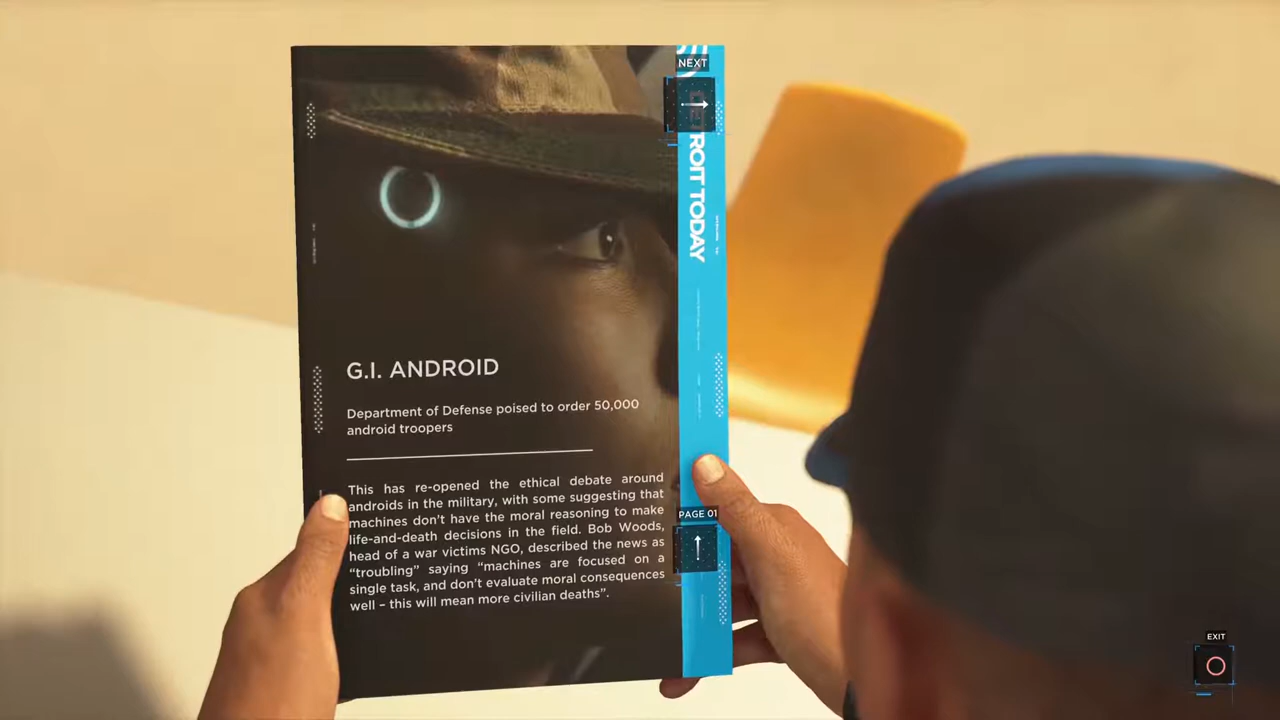 NEXT
ROIT TODAY
G.I. ANDROID
Department of Defense poised to order 50,000
android troopers
This has re-opened the ethical debate around
androids in the military, with some suggesting that
machines don't have the moral reasoning to make
life-and-death decisions in the field. Bob Woods,
head of a war victims NGO, described the news as
“troubling” saying “machines are focused on a
single task, and don't evaluate moral consequences
well – this will mean more civilian deaths”.
PAGE 01
EXIT